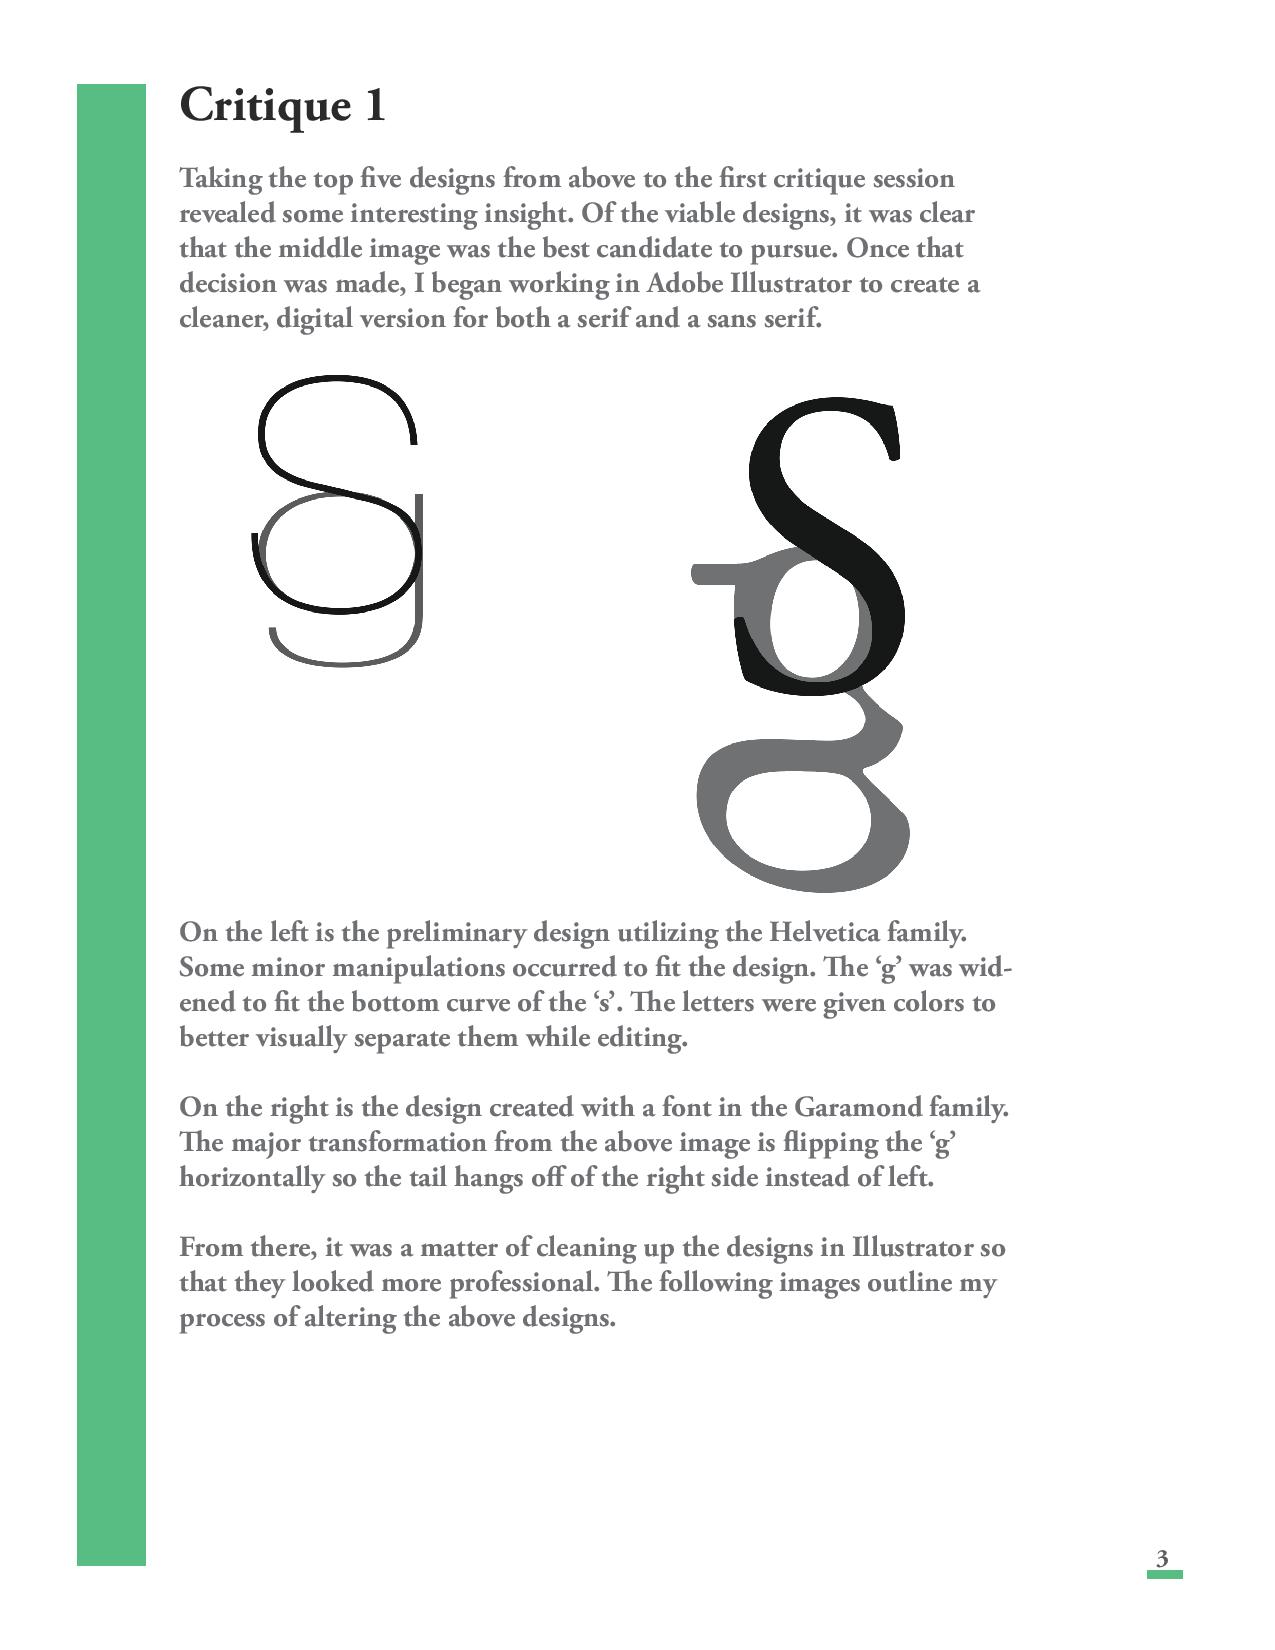 Critique 1
Taking the top five designs from above to the first critique session
revealed some interesting insight. Of the viable designs, it was clear
that the middle image was the best candidate to pursue. Once that
decision was made, I began working in Adobe Illustrator to create a
cleaner, digital version for both a serif and a sans serif.
S
g
S
g
On the left is the preliminary design utilizing the Helvetica family.
Some minor manipulations occurred to fit the design. The ‘g’ was wid-
ened to fit the bottom curve of the ‘s’. The letters were given colors to
better visually separate them while editing.
On the right is the design created with a font in the Garamond family.
The major transformation from the above image is flipping the ‘g’
horizontally so the tail hangs off of the right side instead of left.
From there, it was a matter of cleaning up the designs in Illustrator so
that they looked more professional. The following images outline my
process of altering the above designs.
3